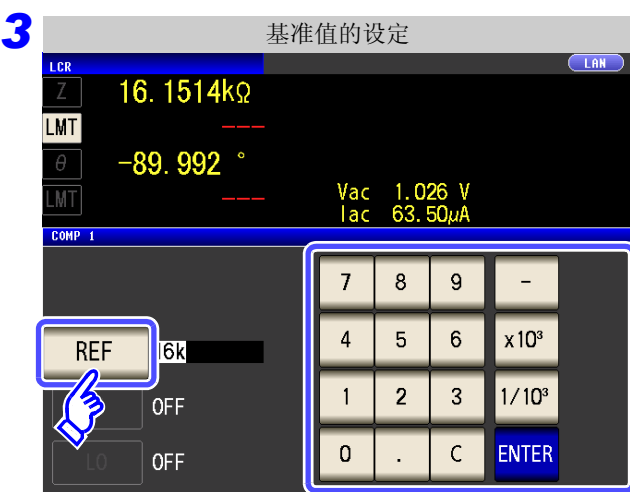 3
基准值的设定
LCR LAN
Z 16.1514kΩ
LMT ---
θ -89.992 °
LMT ---
Vac 1.026 V
Iac 63.50μA
COMP 1
7 8 9 -
REF 16k
4 5 6 x10³
OFF
1 2 3 1/10³
LO OFF
0 . C ENTER